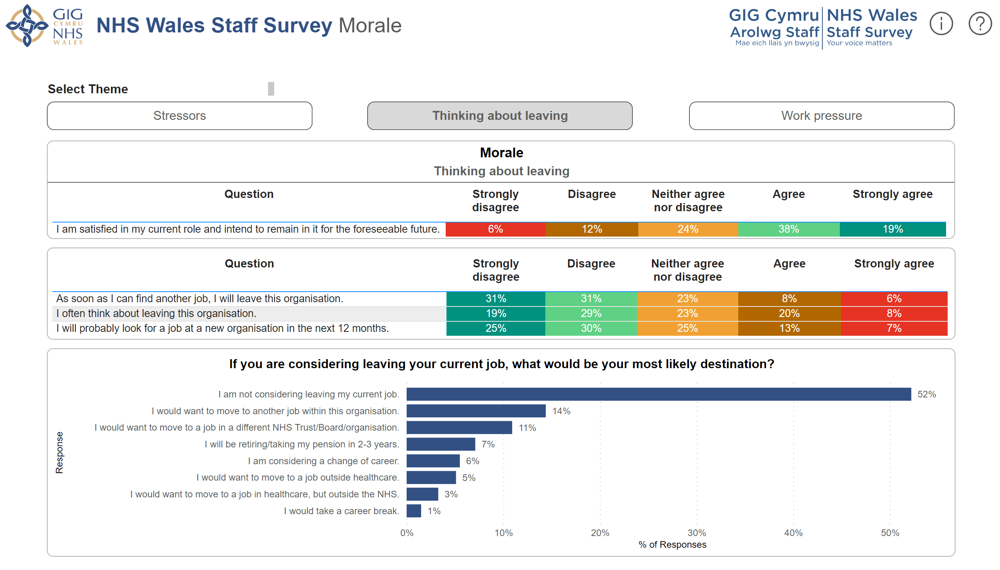 GIG
CYMRU
NHS
WALES
NHS Wales Staff Survey Morale
GIG Cymru
Arolwg Staff
Mae eich llais yn bwysig
NHS Wales
Staff Survey
Your voice matters
i
?
Select Theme
Stressors
Thinking about leaving
Work pressure
Morale
Thinking about leaving
Question Strongly disagree Disagree Neither agree nor disagree Agree Strongly agree
I am satisfied in my current role and intend to remain in it for the foreseeable future. 6% 12% 24% 38% 19%
Question Strongly disagree Disagree Neither agree nor disagree Agree Strongly agree
As soon as I can find another job, I will leave this organisation. 31% 31% 23% 8% 6%
I often think about leaving this organisation. 19% 29% 23% 20% 8%
I will probably look for a job at a new organisation in the next 12 months. 25% 30% 25% 13% 7%
If you are considering leaving your current job, what would be your most likely destination?
Response
I am not considering leaving my current job. 52%
I would want to move to another job within this organisation. 14%
I would want to move to a job in a different NHS Trust/Board/organisation. 11%
I will be retiring/taking my pension in 2-3 years. 7%
I am considering a change of career. 6%
I would want to move to a job outside healthcare. 5%
I would want to move to a job in healthcare, but outside the NHS. 3%
I would take a career break. 1%
0% 10% 20% 30% 40% 50%
% of Responses